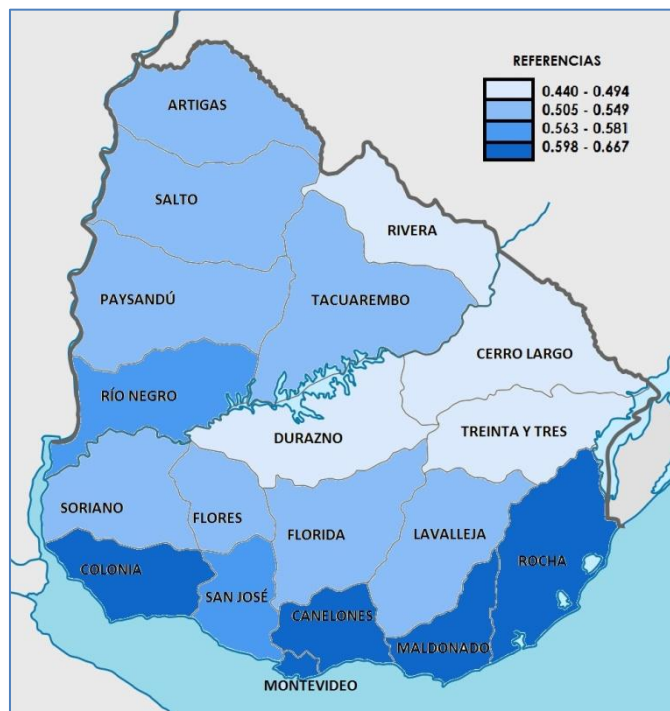 REFERENCIAS
0.440 - 0.494
0.505 - 0.549
0.563 - 0.581
0.598 - 0.667
ARTIGAS
SALTO
RIVERA
PAYSANDÚ
TACUAREMBO
CERRO LARGO
RÍO NEGRO
DURAZNO
TREINTA Y TRES
SORIANO
FLORES
FLORIDA
LAVALLEJA
ROCHA
COLONIA
SAN JOSÉ
CANELONES
MALDONADO
MONTEVIDEO